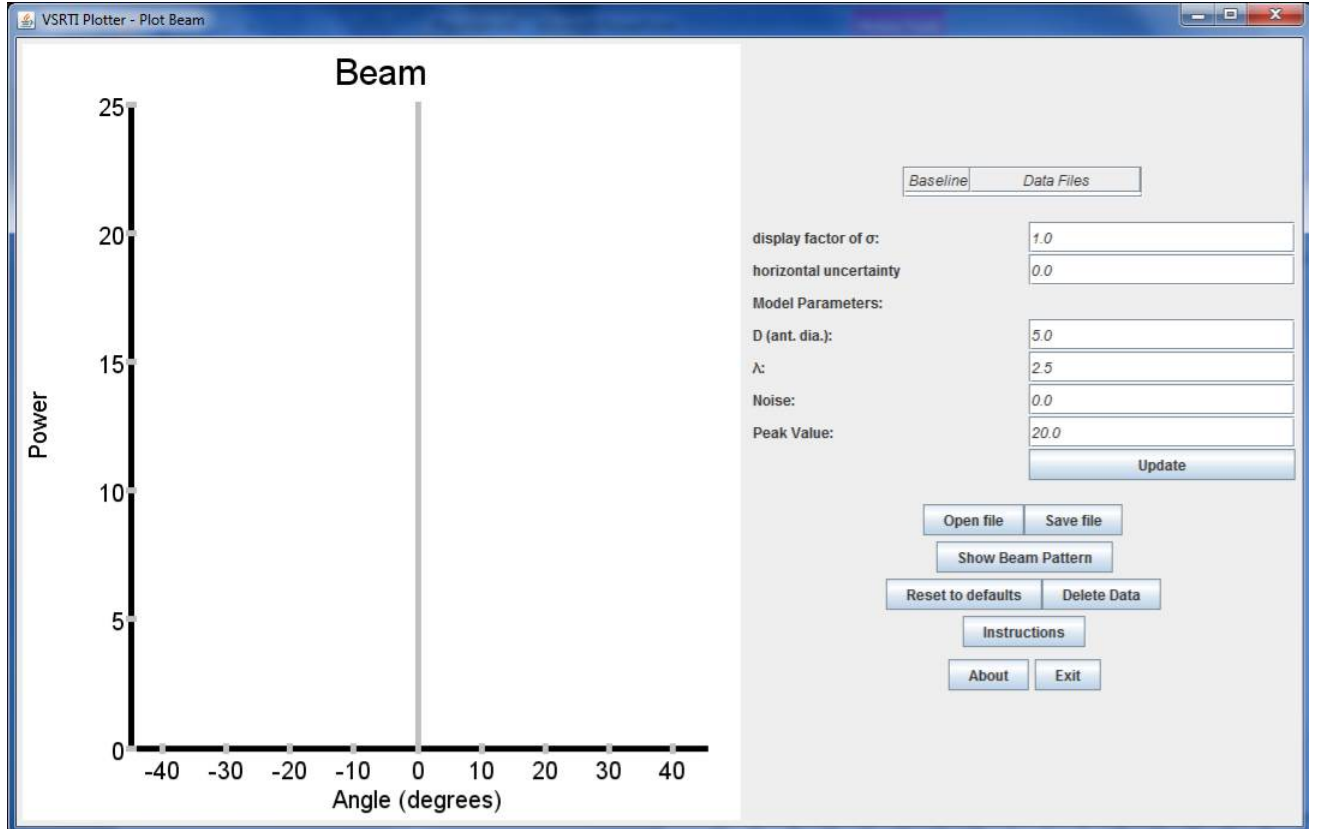 VSRTI Plotter - Plot Beam
Beam
25
20
15
10
5
0
Power
-40 -30 -20 -10 0 10 20 30 40
Angle (degrees)
Baseline Data Files
display factor of σ: 1.0
horizontal uncertainty 0.0
Model Parameters:
D (ant. dia.): 5.0
λ: 2.5
Noise: 0.0
Peak Value: 20.0
Update
Open file Save file
Show Beam Pattern
Reset to defaults Delete Data
Instructions
About Exit